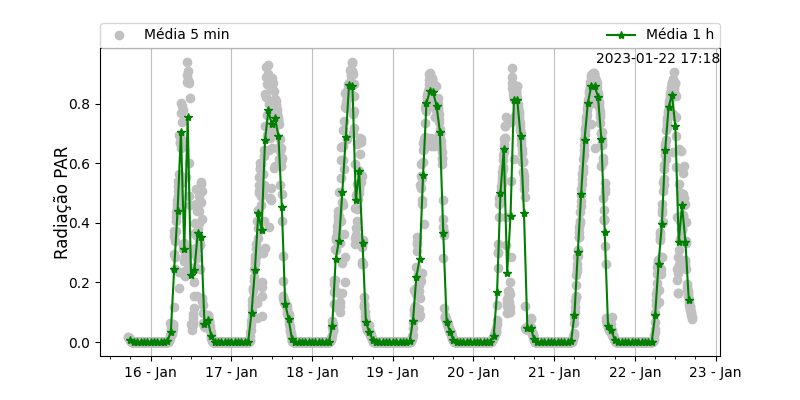 Média 5 min
Média 1 h
2023-01-22 17:18
Radiação PAR
0.8
0.6
0.4
0.2
0.0
16 - Jan
17 - Jan
18 - Jan
19 - Jan
20 - Jan
21 - Jan
22 - Jan
23 - Jan